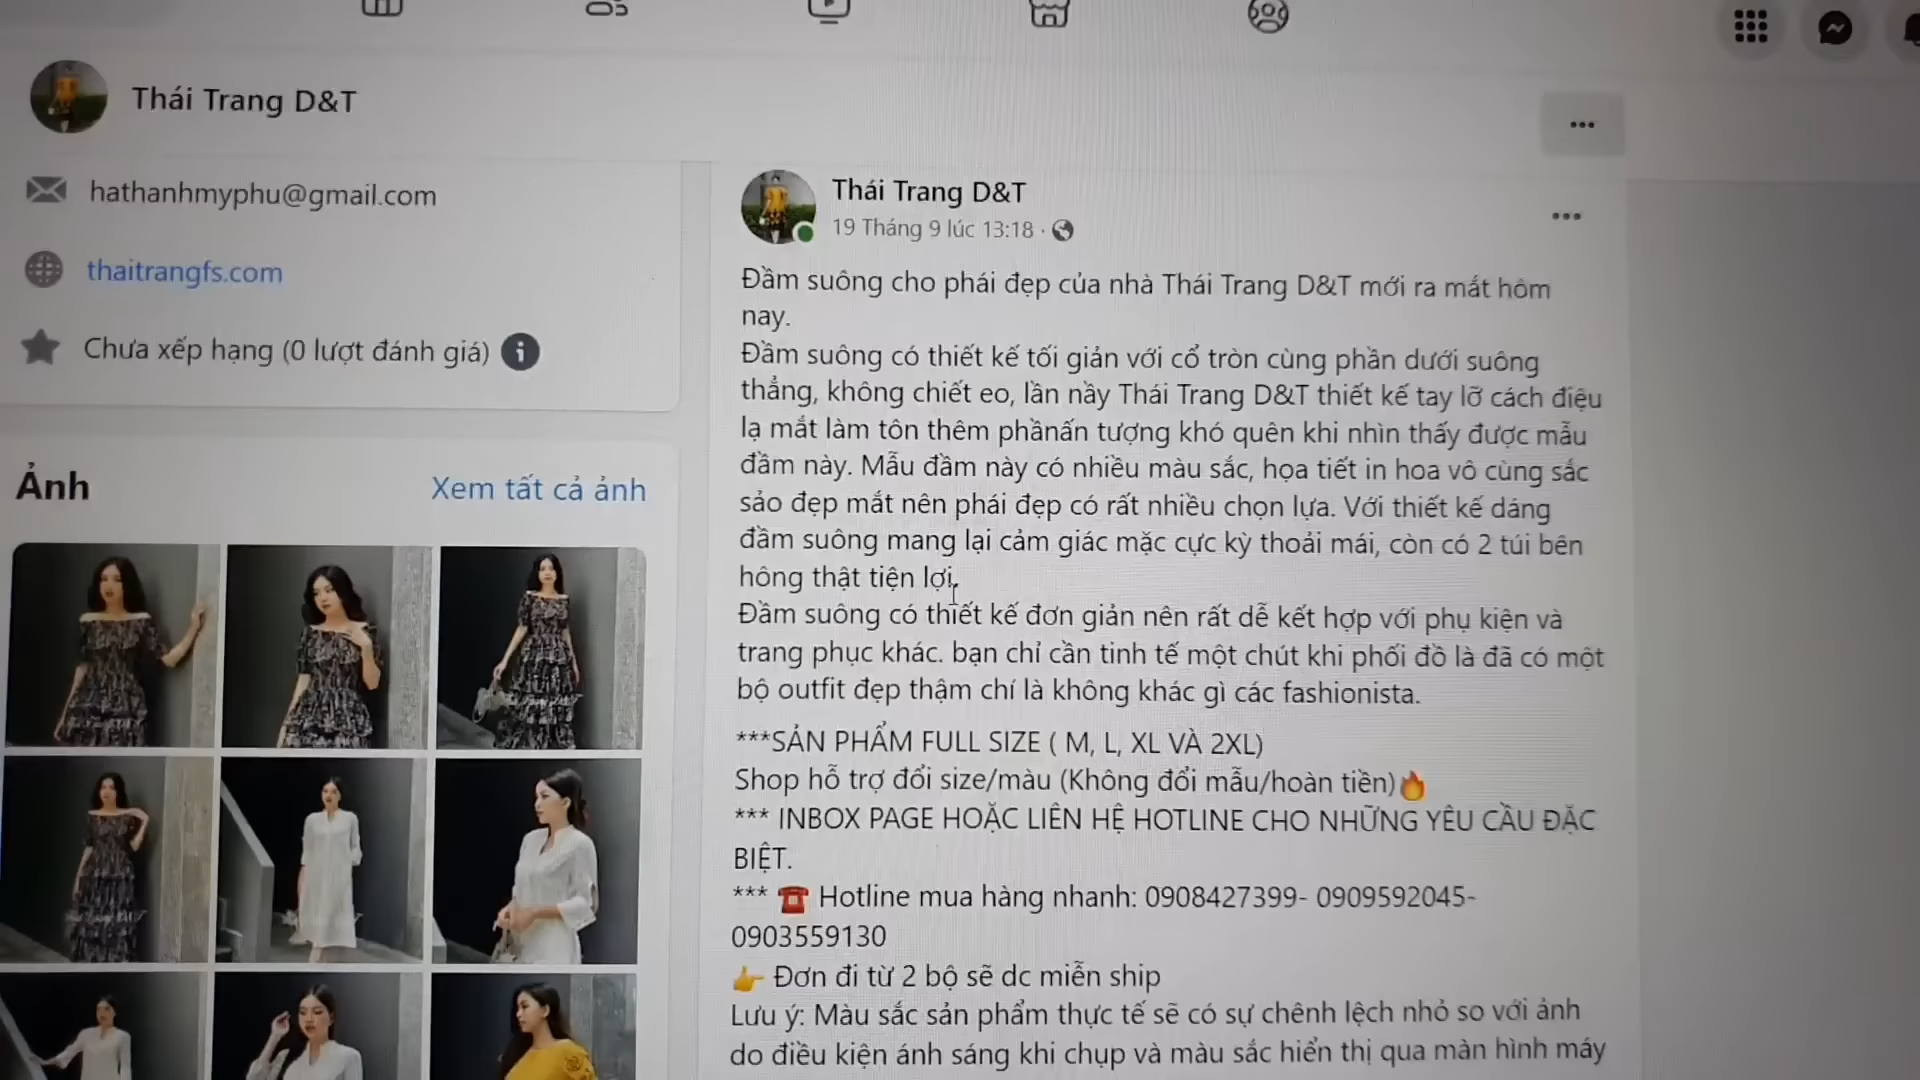 Thái Trang D&T
hathanhmyphu@gmail.com
thaitrangfs.com
Chưa xếp hạng (0 lượt đánh giá)
Ảnh
Xem tất cả ảnh
Thái Trang D&T
19 Tháng 9 lúc 13:18 ·
Đầm suông cho phái đẹp của nhà Thái Trang D&T mới ra mắt hôm
nay.
Đầm suông có thiết kế tối giản với cổ tròn cùng phần dưới suông
thẳng, không chiết eo, lần nầy Thái Trang D&T thiết kế tay lỡ cách điệu
lạ mắt làm tôn thêm phầnấn tượng khó quên khi nhìn thấy được mẫu
đầm này. Mẫu đầm này có nhiều màu sắc, họa tiết in hoa vô cùng sắc
sảo đẹp mắt nên phái đẹp có rất nhiều chọn lựa. Với thiết kế dáng
đầm suông mang lại cảm giác mặc cực kỳ thoải mái, còn có 2 túi bên
hông thật tiện lợi.
Đầm suông có thiết kế đơn giản nên rất dễ kết hợp với phụ kiện và
trang phục khác. bạn chỉ cần tinh tế một chút khi phối đồ là đã có một
bộ outfit đẹp thậm chí là không khác gì các fashionista.
***SẢN PHẨM FULL SIZE ( M, L, XL VÀ 2XL)
Shop hỗ trợ đổi size/màu (Không đổi mẫu/hoàn tiền)🔥
*** INBOX PAGE HOẶC LIÊN HỆ HOTLINE CHO NHỮNG YÊU CẦU ĐẶC
BIỆT.
*** ☎️ Hotline mua hàng nhanh: 0908427399- 0909592045-
0903559130
👉 Đơn đi từ 2 bộ sẽ dc miễn ship
Lưu ý: Màu sắc sản phẩm thực tế sẽ có sự chênh lệch nhỏ so với ảnh
do điều kiện ánh sáng khi chụp và màu sắc hiển thị qua màn hình máy